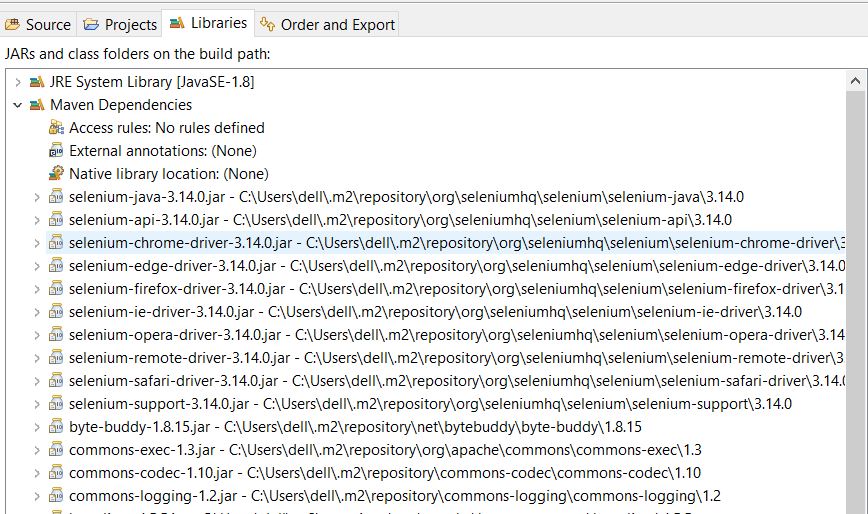 Source Projects Libraries Order and Export
JARs and class folders on the build path:
JRE System Library [JavaSE-1.8]
Maven Dependencies
Access rules: No rules defined
External annotations: (None)
Native library location: (None)
selenium-java-3.14.0.jar - C:\Users\dell\.m2\repository\org\seleniumhq\selenium\selenium-java\3.14.0
selenium-api-3.14.0.jar - C:\Users\dell\.m2\repository\org\seleniumhq\selenium\selenium-api\3.14.0
selenium-chrome-driver-3.14.0.jar - C:\Users\dell\.m2\repository\org\seleniumhq\selenium\selenium-chrome-driver\3
selenium-edge-driver-3.14.0.jar - C:\Users\dell\.m2\repository\org\seleniumhq\selenium\selenium-edge-driver\3.14.0
selenium-firefox-driver-3.14.0.jar - C:\Users\dell\.m2\repository\org\seleniumhq\selenium\selenium-firefox-driver\3.1
selenium-ie-driver-3.14.0.jar - C:\Users\dell\.m2\repository\org\seleniumhq\selenium\selenium-ie-driver\3.14.0
selenium-opera-driver-3.14.0.jar - C:\Users\dell\.m2\repository\org\seleniumhq\selenium\selenium-opera-driver\3.14
selenium-remote-driver-3.14.0.jar - C:\Users\dell\.m2\repository\org\seleniumhq\selenium\selenium-remote-driver\3.
selenium-safari-driver-3.14.0.jar - C:\Users\dell\.m2\repository\org\seleniumhq\selenium\selenium-safari-driver\3.14.0
selenium-support-3.14.0.jar - C:\Users\dell\.m2\repository\org\seleniumhq\selenium\selenium-support\3.14.0
byte-buddy-1.8.15.jar - C:\Users\dell\.m2\repository\net\bytebuddy\byte-buddy\1.8.15
commons-exec-1.3.jar - C:\Users\dell\.m2\repository\org\apache\commons\commons-exec\1.3
commons-codec-1.10.jar - C:\Users\dell\.m2\repository\commons-codec\commons-codec\1.10
commons-logging-1.2.jar - C:\Users\dell\.m2\repository\commons-logging\commons-logging\1.2